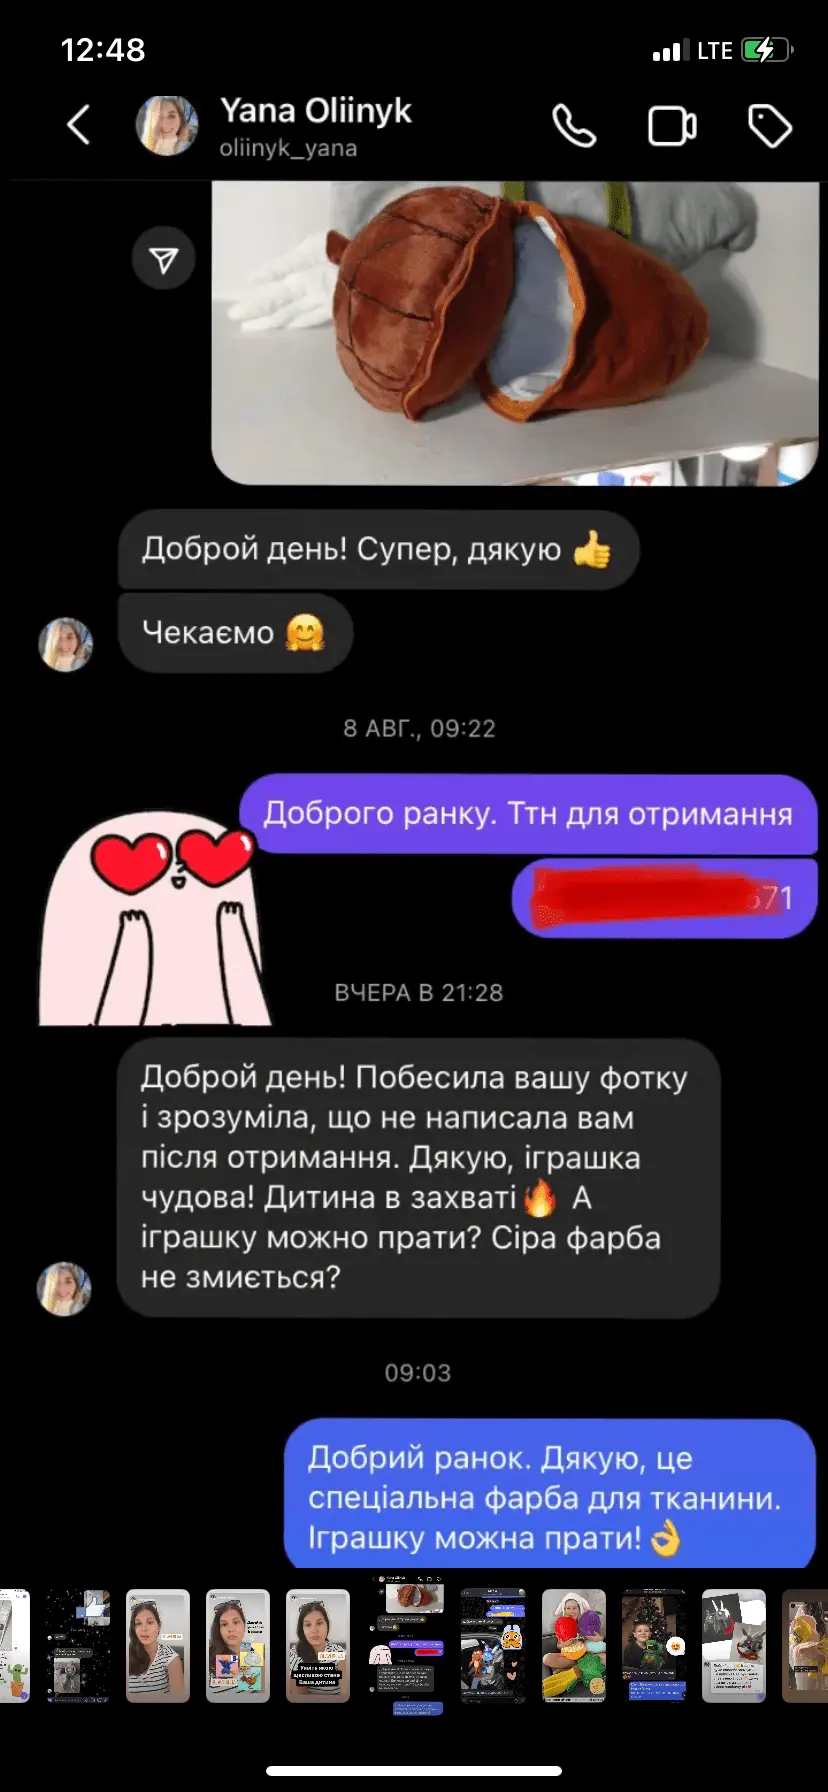 12:48
LTE
Yana Oliinyk
oliinyk_yana
Доброй день! Супер, дякую 👍
Чекаємо 🤗
8 АВГ., 09:22
Доброго ранку. Ттн для отримання
71
ВЧЕРА В 21:28
Доброй день! Побесила вашу фотку
і зрозуміла, що не написала вам
після отримання. Дякую, іграшка
чудова! Дитина в захваті🔥 А
іграшку можно прати? Сіра фарба
не змиється?
09:03
Добрий ранок. Дякую, це
спеціальна фарба для тканини.
Іграшку можна прати!👌